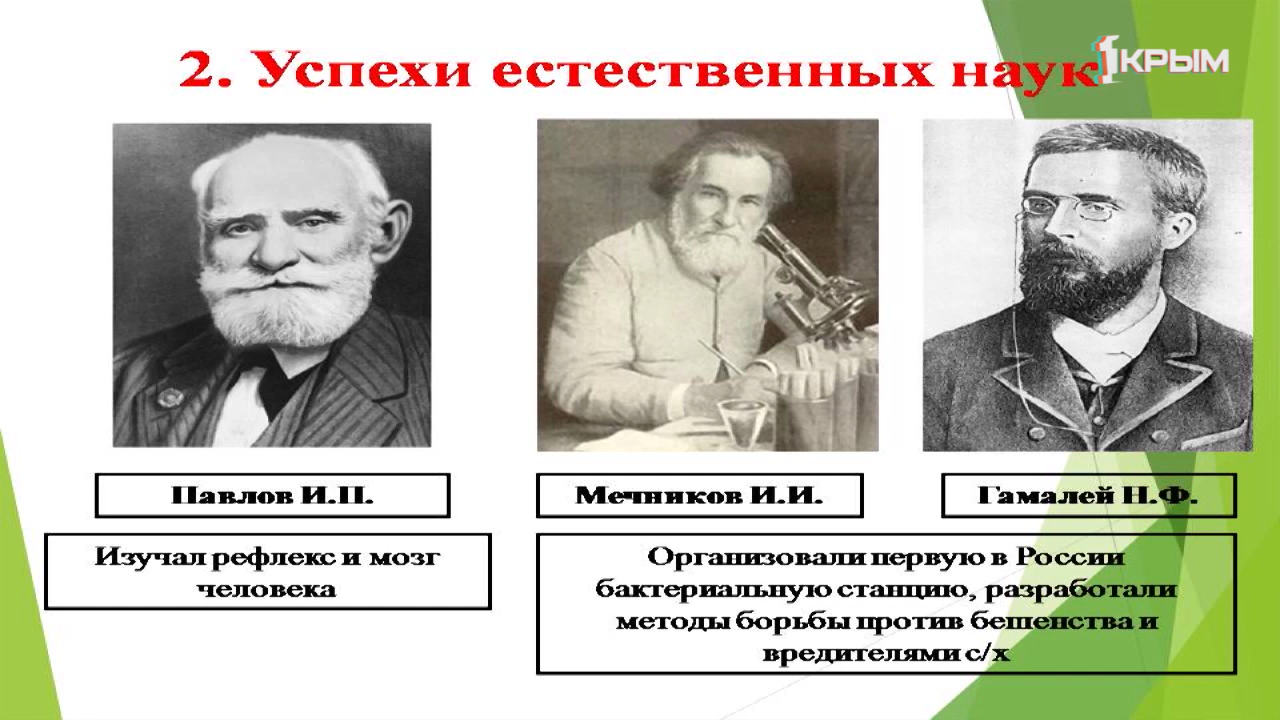 2. Успехи естественных наук
1КРЫМ
Павлов И.П.
Мечников И.И.
Гамалей Н.Ф.
Изучал рефлекс и мозг
человека
Организовали первую в России
бактериальную станцию, разработали
методы борьбы против бешенства и
вредителями с/х